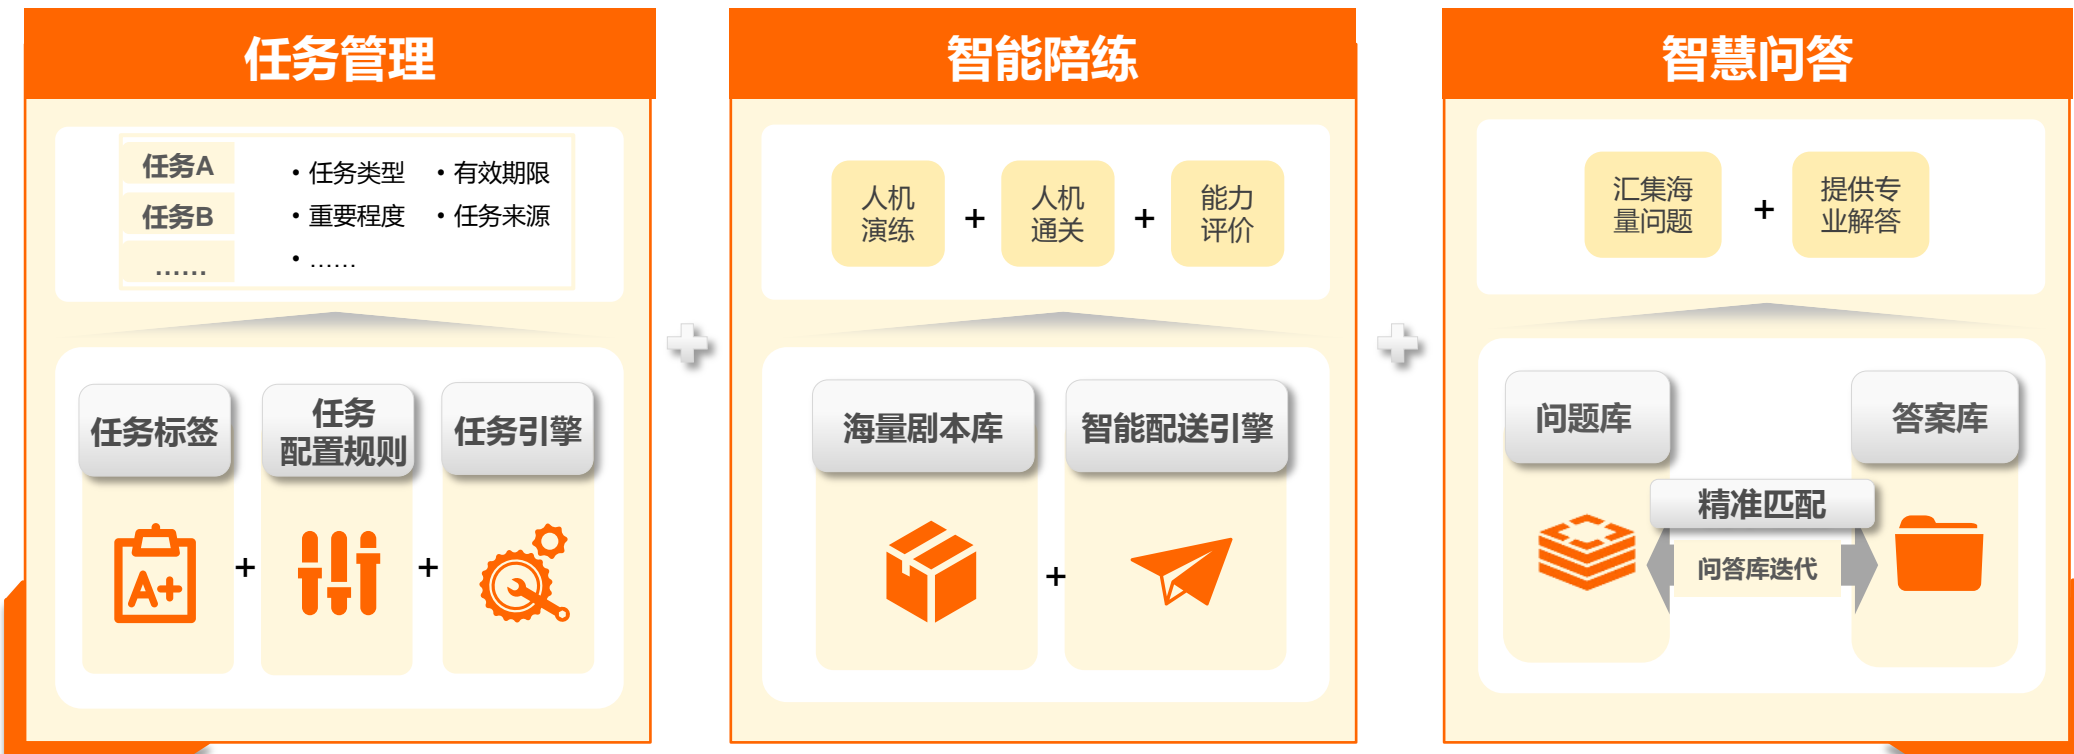 任务管理
任务A
任务B
……
・任务类型
・有效期限
・重要程度
・任务来源
・……
任务标签
任务
配置规则
任务引擎
A+
+
+
智能陪练
人机
演练
+
人机
通关
+
能力
评价
海量剧本库
智能配送引擎
+
智慧问答
汇集海
量问题
+
提供专
业解答
问题库
答案库
精准匹配
问答库迭代